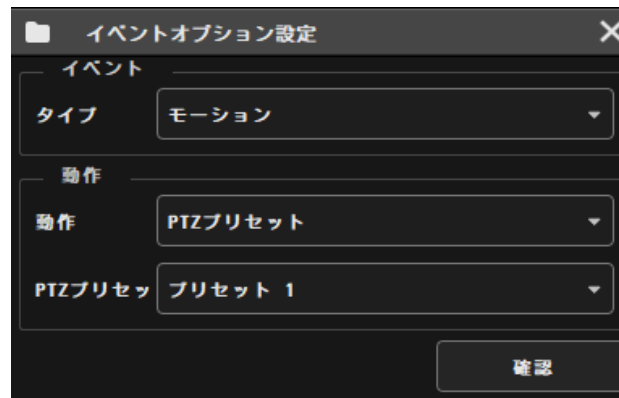 イベントオプション設定
イベント
タイプ モーション
動作
動作 PTZプリセット
PTZプリセッ プリセット 1
確認